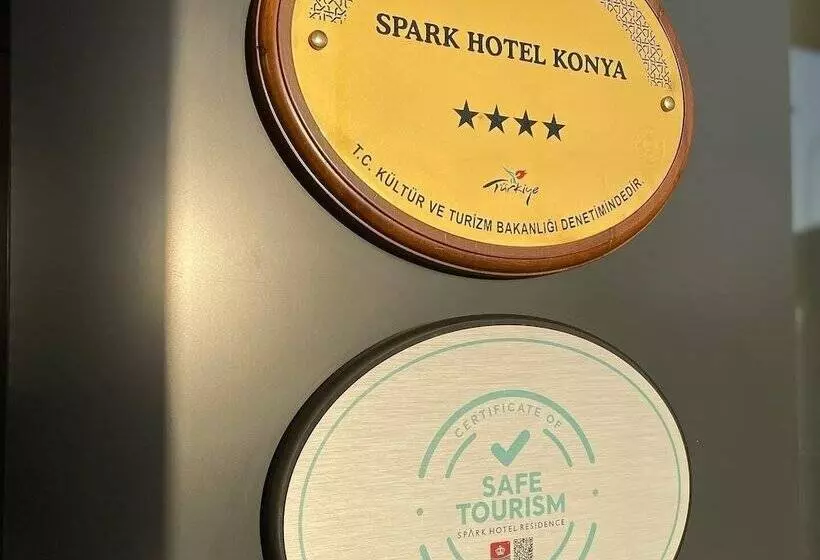 SPARK HOTEL KONYA
★★★★
Türkiye
T.C. KÜLTÜR VE TURİZM BAKANLIĞI DENETİMİNDEDİR
CERTIFICATE OF
SAFE
TOURISM
SPARK HOTEL RESIDENCE